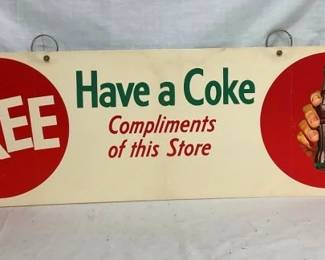 REE
Have a Coke
Compliments
of this Store